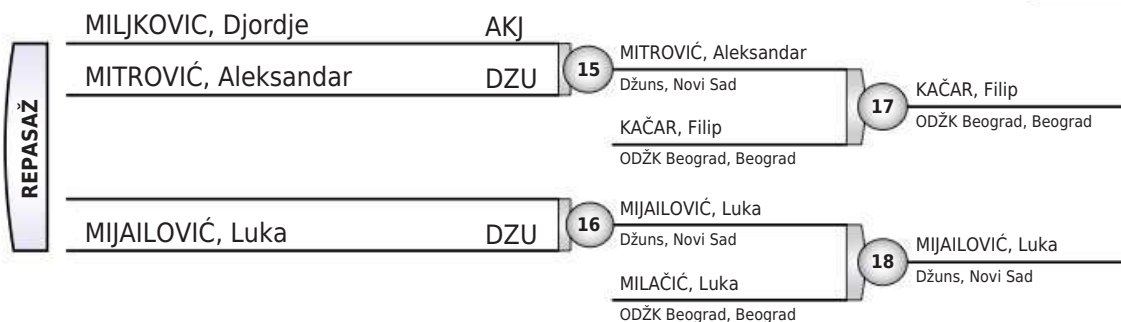 REPASAŽ
MILJKOVIC, Djordje AKJ
MITROVIĆ, Aleksandar DZU
15
MITROVIĆ, Aleksandar
Džuns, Novi Sad
KAČAR, Filip
ODŽK Beograd, Beograd
17
KAČAR, Filip
ODŽK Beograd, Beograd
MIJAILOVIĆ, Luka DZU
16
MIJAILOVIĆ, Luka
Džuns, Novi Sad
MILAČIĆ, Luka
ODŽK Beograd, Beograd
18
MIJAILOVIĆ, Luka
Džuns, Novi Sad